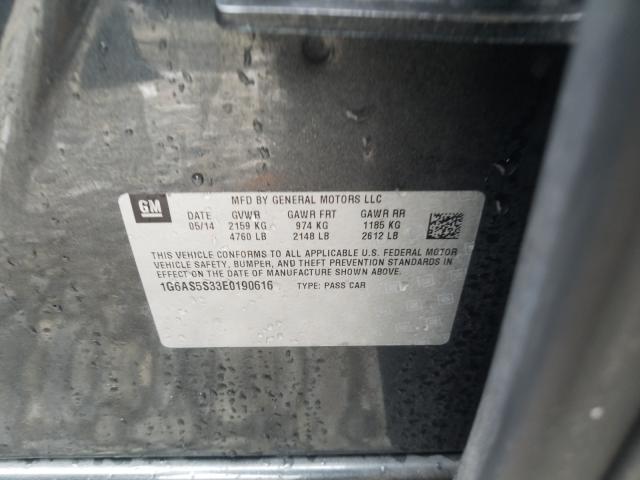 GM MFD BY GENERAL MOTORS LLC
DATE GVWR GAWR FRT GAWR RR
05/14 2159 KG 974 KG 1185 KG
4760 LB 2148 LB 2612 LB
THIS VEHICLE CONFORMS TO ALL APPLICABLE U.S. FEDERAL MOTOR
VEHICLE SAFETY, BUMPER, AND THEFT PREVENTION STANDARDS
IN EFFECT ON THE DATE OF MANUFACTURE SHOWN ABOVE.
1G6AS5S33E0190616 TYPE: PASS CAR